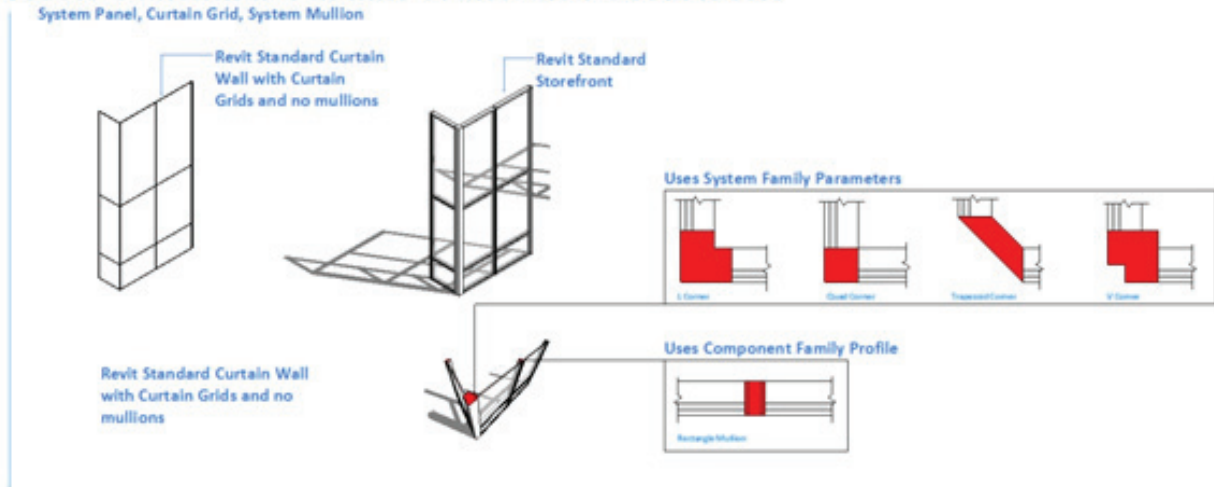 System Panel, Curtain Grid, System Mullion
Revit Standard Curtain
Wall with Curtain
Grids and no mullions
Revit Standard
Storefront
Uses System Family Parameters
L Corner
Quad Corner
Trapezoid Corner
V Corner
Uses Component Family Profile
Rectangle Mullion
Revit Standard Curtain Wall
with Curtain Grids and no
mullions